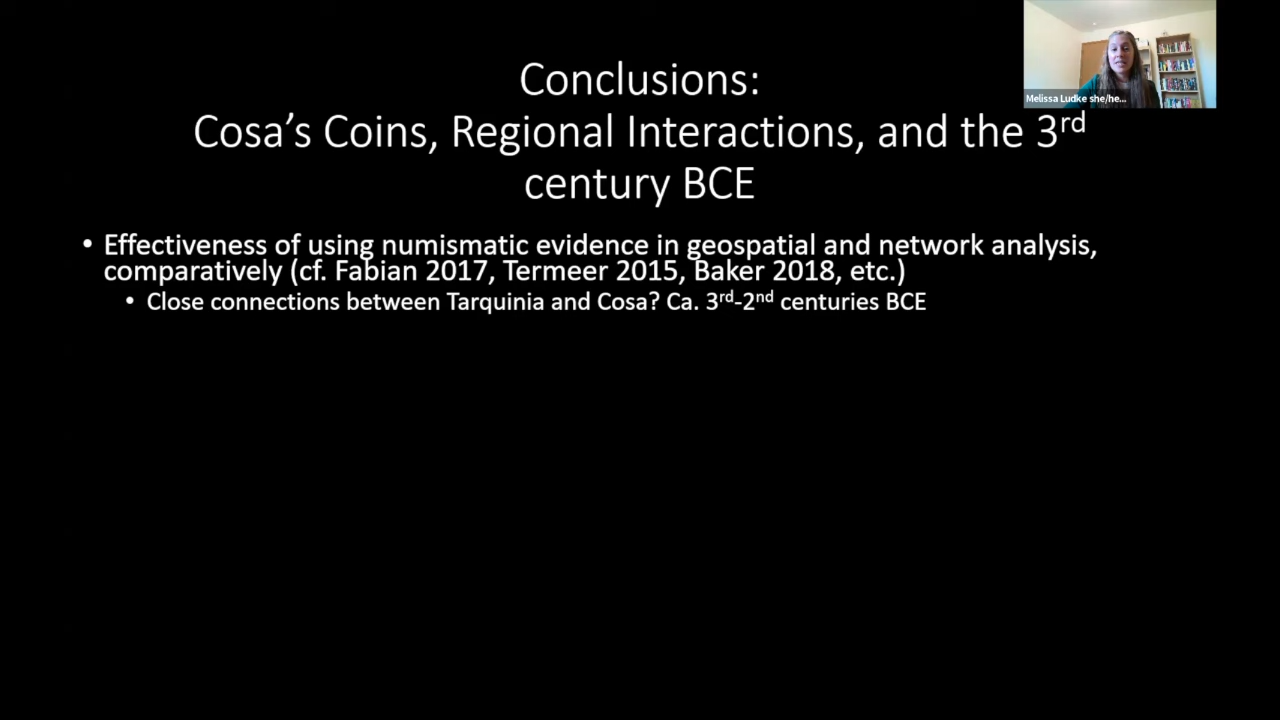 Conclusions:
Cosa’s Coins, Regional Interactions, and the 3rd
century BCE
• Effectiveness of using numismatic evidence in geospatial and network analysis,
comparatively (cf. Fabian 2017, Termeer 2015, Baker 2018, etc.)
• Close connections between Tarquinia and Cosa? Ca. 3rd-2nd centuries BCE
Melissa Ludke she/he...